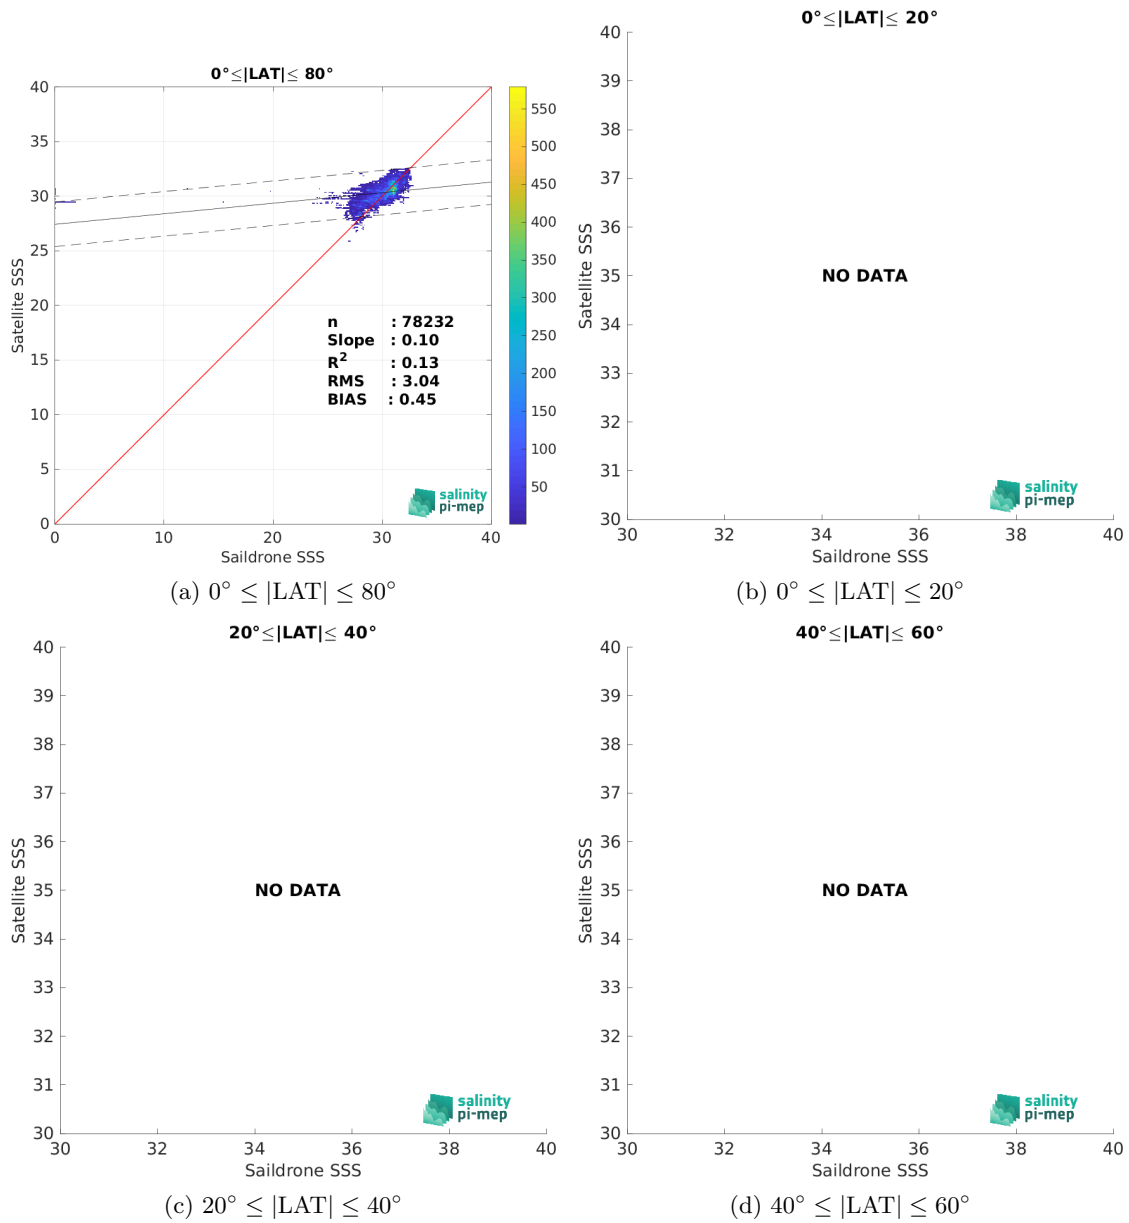 0°≤|LAT|≤ 80°
40
35
30
25
20
15
10
5
0
Satellite SSS
0
10
20
30
40
Saildrone SSS
n : 78232
Slope : 0.10
R² : 0.13
RMS : 3.04
BIAS : 0.45
550
500
450
400
350
300
250
200
150
100
50
salinity
pi-mep
(a) 0° ≤ |LAT| ≤ 80°
0°≤|LAT|≤ 20°
40
39
38
37
36
35
34
33
32
31
30
Satellite SSS
NO DATA
salinity
pi-mep
30
32
34
36
38
40
Saildrone SSS
(b) 0° ≤ |LAT| ≤ 20°
20°≤|LAT|≤ 40°
40
39
38
37
36
35
34
33
32
31
30
Satellite SSS
NO DATA
salinity
pi-mep
30
32
34
36
38
40
Saildrone SSS
(c) 20° ≤ |LAT| ≤ 40°
40°≤|LAT|≤ 60°
40
39
38
37
36
35
34
33
32
31
30
Satellite SSS
NO DATA
salinity
pi-mep
30
32
34
36
38
40
Saildrone SSS
(d) 40° ≤ |LAT| ≤ 60°